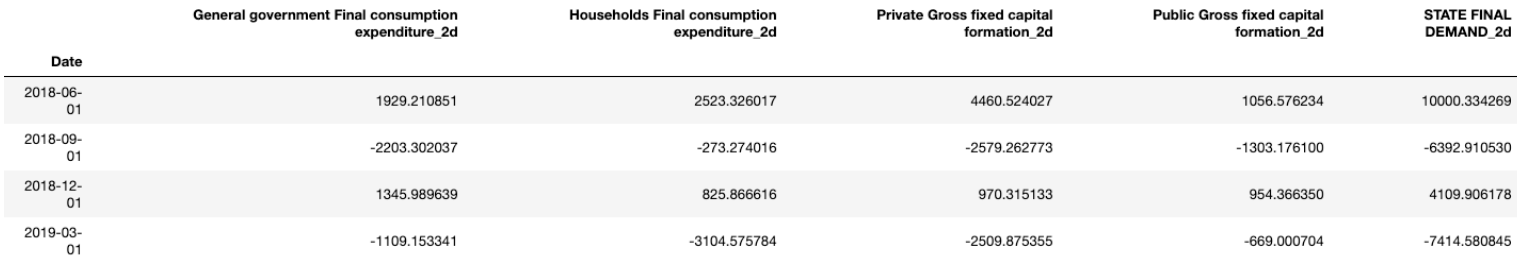 General government Final consumption expenditure_2d Households Final consumption expenditure_2d Private Gross fixed capital formation_2d Public Gross fixed capital formation_2d STATE FINAL DEMAND_2d
Date
2018-06-01 1929.210851 2523.326017 4460.524027 1056.576234 10000.334269
2018-09-01 -2203.302037 -273.274016 -2579.262773 -1303.176100 -6392.910530
2018-12-01 1345.989639 825.866616 970.315133 954.366350 4109.906178
2019-03-01 -1109.153341 -3104.575784 -2509.875355 -669.000704 -7414.580845